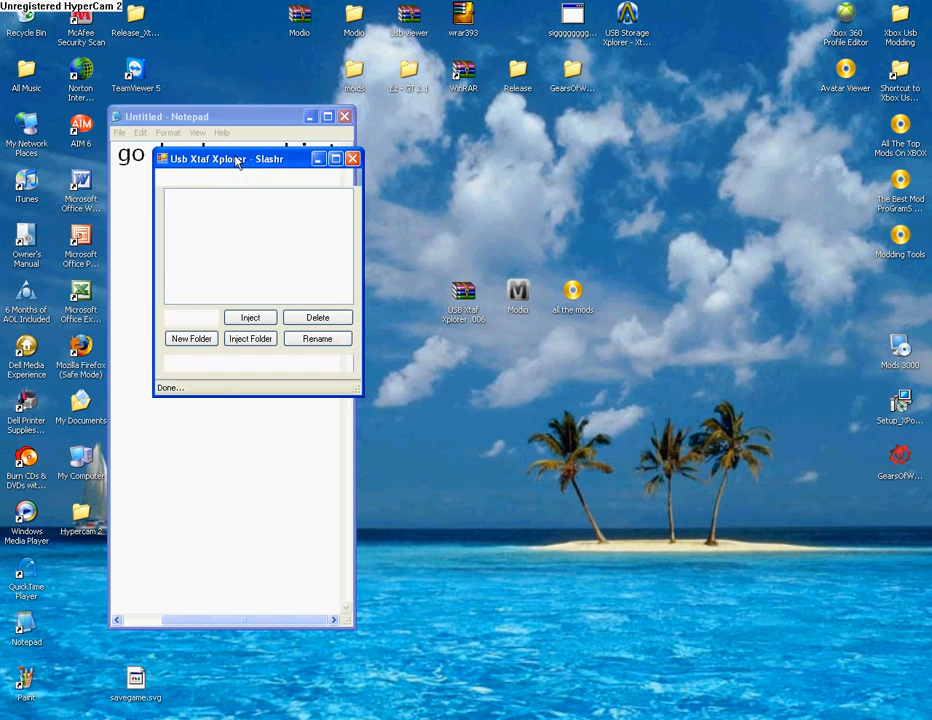 Unregistered HyperCam 2
Recycle Bin
McAfee
Security Scan
Release_Xt...
Modio
Modio
Usb viewer
wrar393
siggggggg...
USB Storage
Xplorer - Xt...
Xbox 360
Profile Editor
Xbox Usb
Modding
All Music
Norton
Inter...
TeamViewer 5
moids
Ez - GT 2.1
WinRAR
Release
GearsOfW...
Avatar Viewer
Shortcut to
Xbox Us...
My Network
Places
AIM 6
All The Top
Mods On XBOX
iTunes
Microsoft
Office W...
The Best Mod
ProGramS ...
Owner's
Manual
Microsoft
Office P...
Modding Tools
6 Months of
AOL Included
Microsoft
Office Ex...
USB Xtaf
Xplorer .006
Modio
all the mods
Dell Media
Experience
Mozilla Firefox
(Safe Mode)
Mods 3000
Dell Printer
Supplies...
My Documents
Setup_XPo...
Burn CDs &
DVDs wit...
My Computer
GearsOfW...
Windows
Media Player
Hypercam 2
QuickTime
Player
Notepad
Paint
savegame.svg
Untitled - Notepad
File Edit Format View Help
go
Usb Xtaf Xplorer - Slashr
Inject
Delete
New Folder
Inject Folder
Rename
Done...